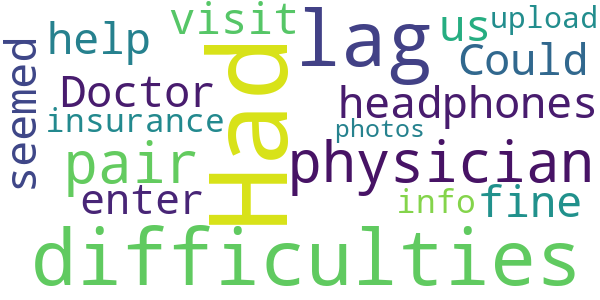 visit
upload
help
Had
lag
us
seemed
Could
Doctor
headphones
insurance
photos
pair
physician
enter
info
fine
difficulties